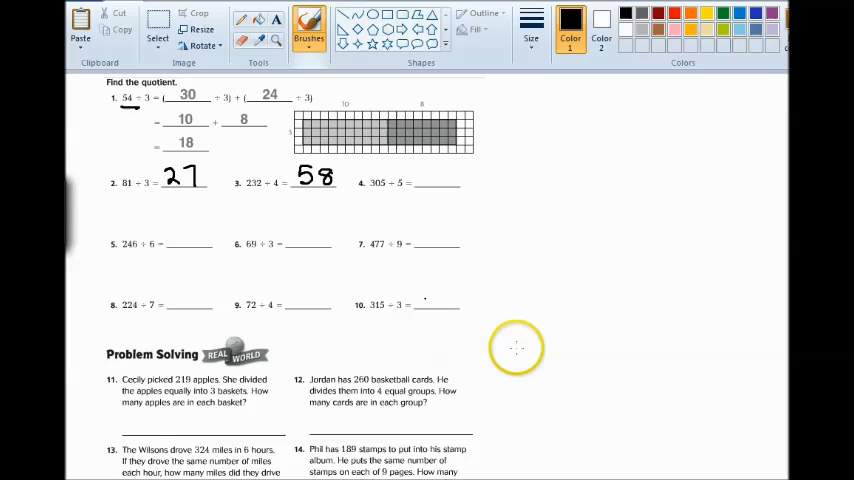 Cut
Copy
Paste
Clipboard
Select
Crop
Resize
Rotate
Image
Tools
A
Brushes
Shapes
Outline
Fill
Size
Color 1
Color 2
Colors
Find the quotient.
1. 54 ÷ 3 = ( 30 ÷ 3) + ( 24 ÷ 3)
= 10 + 8
= 18
10 8
3
2. 81 ÷ 3 = 27 3. 232 ÷ 4 = 58 4. 305 ÷ 5 =
5. 246 ÷ 6 = 6. 69 ÷ 3 = 7. 477 ÷ 9 =
8. 224 ÷ 7 = 9. 72 ÷ 4 = 10. 315 ÷ 3 =
Problem Solving REAL WORLD
11. Cecily picked 219 apples. She divided
the apples equally into 3 baskets. How
many apples are in each basket?
12. Jordan has 260 basketball cards. He
divides them into 4 equal groups. How
many cards are in each group?
13. The Wilsons drove 324 miles in 6 hours.
If they drove the same number of miles
each hour, how many miles did they drive
14. Phil has 189 stamps to put into his stamp
album. He puts the same number of
stamps on each of 9 pages. How many